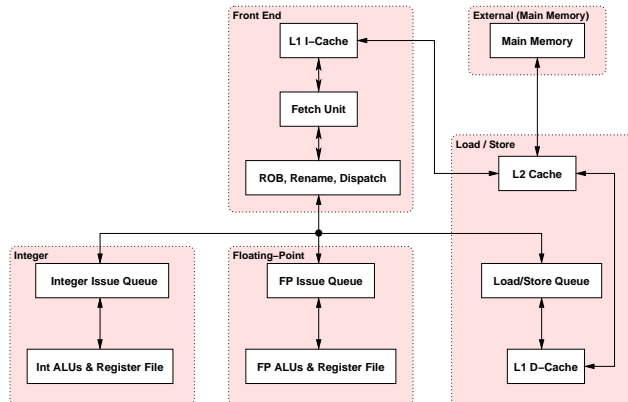 Front End
External (Main Memory)
L1 I-Cache
Main Memory
Fetch Unit
Load / Store
ROB, Rename, Dispatch
L2 Cache
Integer
Floating-Point
Integer Issue Queue
FP Issue Queue
Load/Store Queue
Int ALUs & Register File
FP ALUs & Register File
L1 D-Cache